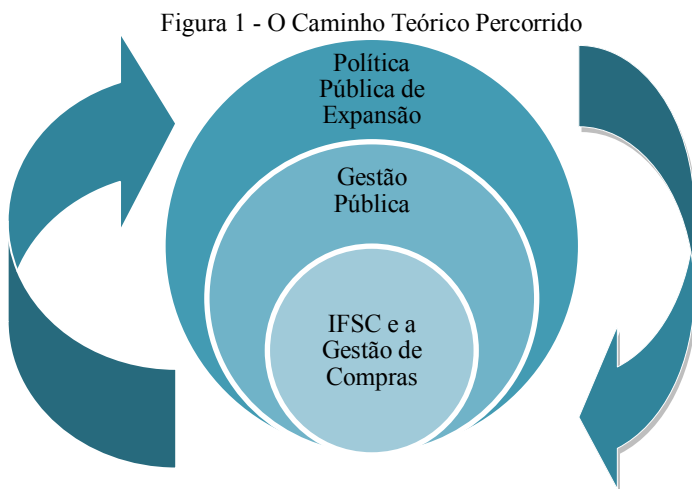 Figura 1 - O Caminho Teórico Percorrido
Política
Pública de
Expansão
Gestão
Pública
IFSC e a
Gestão de
Compras